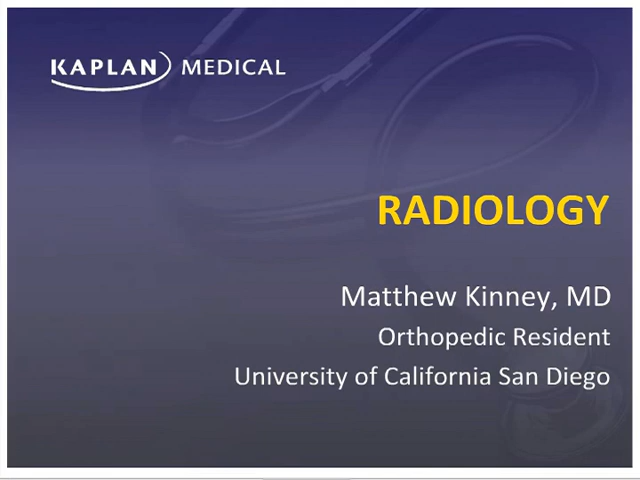 KAPLAN MEDICAL
RADIOLOGY
Matthew Kinney, MD
Orthopedic Resident
University of California San Diego